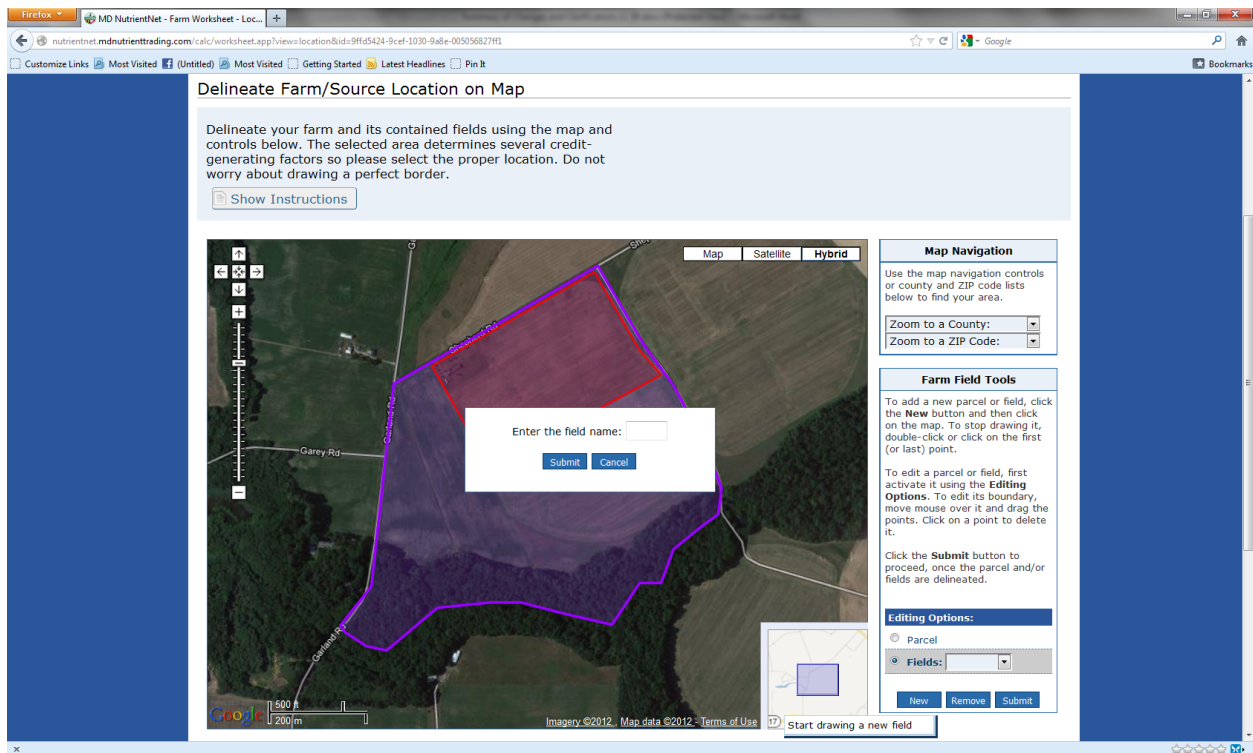 Firefox
MD NutrientNet - Farm Worksheet - Loc...
nutrientnet.mdnutrienttrading.com/calc/worksheet.app?view=location&id=9ffd5424-9cef-1030-9a8e-005056827ff1
Google
Customize Links Most Visited (Untitled) Most Visited Getting Started Latest Headlines Pin It
Bookmarks
Delineate Farm/Source Location on Map
Delineate your farm and its contained fields using the map and
controls below. The selected area determines several credit-
generating factors so please select the proper location. Do not
worry about drawing a perfect border.
Show Instructions
Map Satellite Hybrid
Garland Rd
Garey Rd
Garland Rd
Enter the field name:
Submit Cancel
500 ft
200 m
Google
Imagery ©2012 , Map data ©2012 - Terms of Use
17
Start drawing a new field
Map Navigation
Use the map navigation controls
or county and ZIP code lists
below to find your area.
Zoom to a County:
Zoom to a ZIP Code:
Farm Field Tools
To add a new parcel or field, click
the New button and then click
on the map. To stop drawing it,
double-click or click on the first
(or last) point.
To edit a parcel or field, first
activate it using the Editing
Options. To edit its boundary,
move mouse over it and drag the
points. Click on a point to delete
it.
Click the Submit button to
proceed, once the parcel and/or
fields are delineated.
Editing Options:
Parcel
Fields:
New Remove Submit